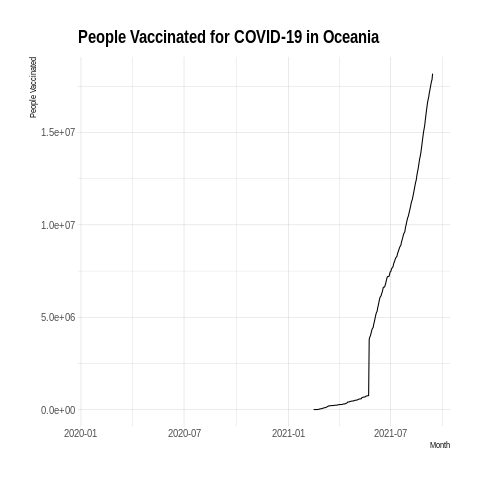 People Vaccinated for COVID-19 in Oceania
People Vaccinated
1.5e+07
1.0e+07
5.0e+06
0.0e+00
2020-01
2020-07
2021-01
2021-07
Month